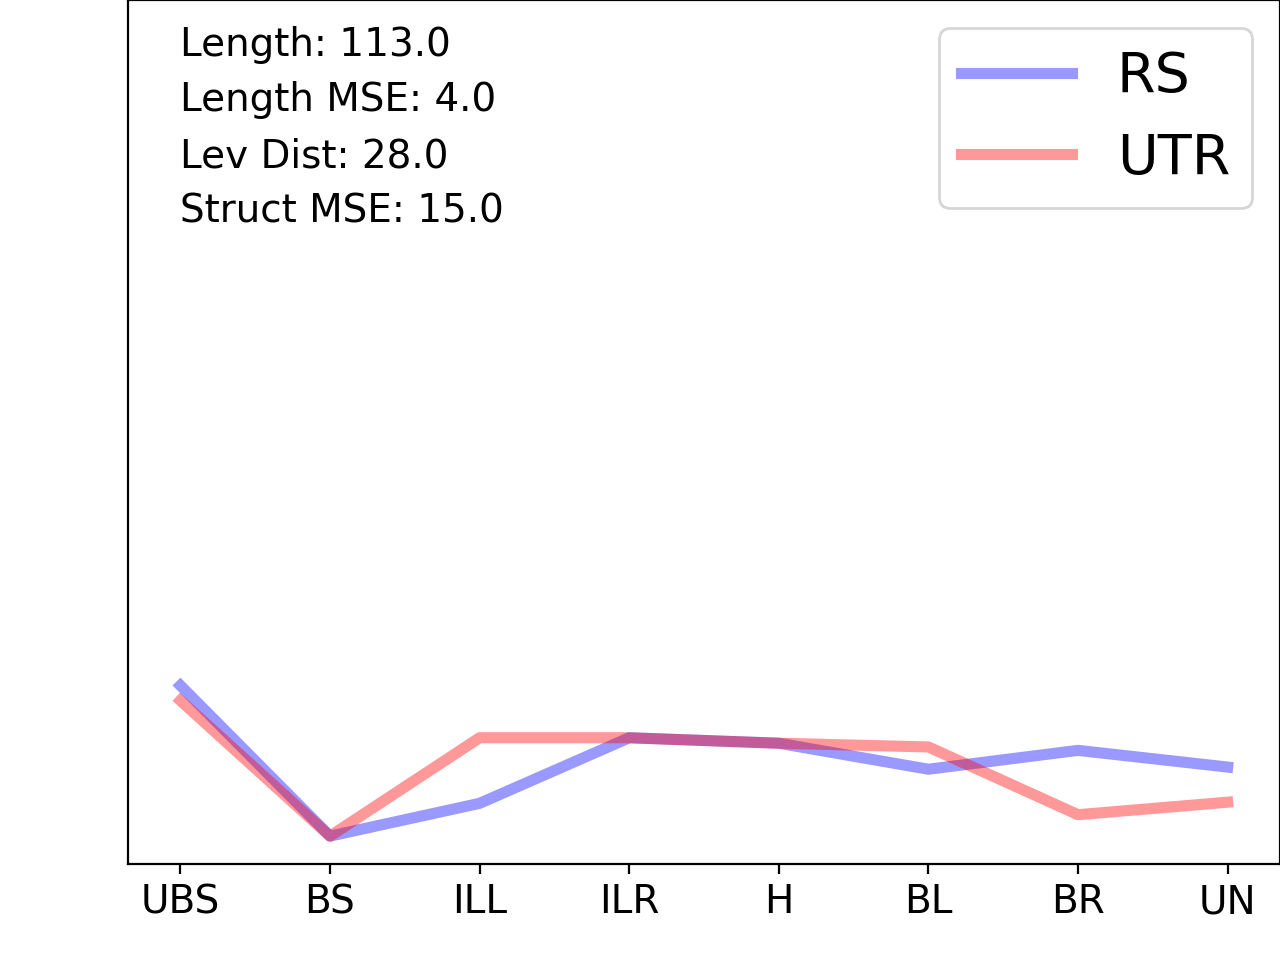 Length: 113.0
Length MSE: 4.0
Lev Dist: 28.0
Struct MSE: 15.0
RS
UTR
UBS BS ILL ILR H BL BR UN